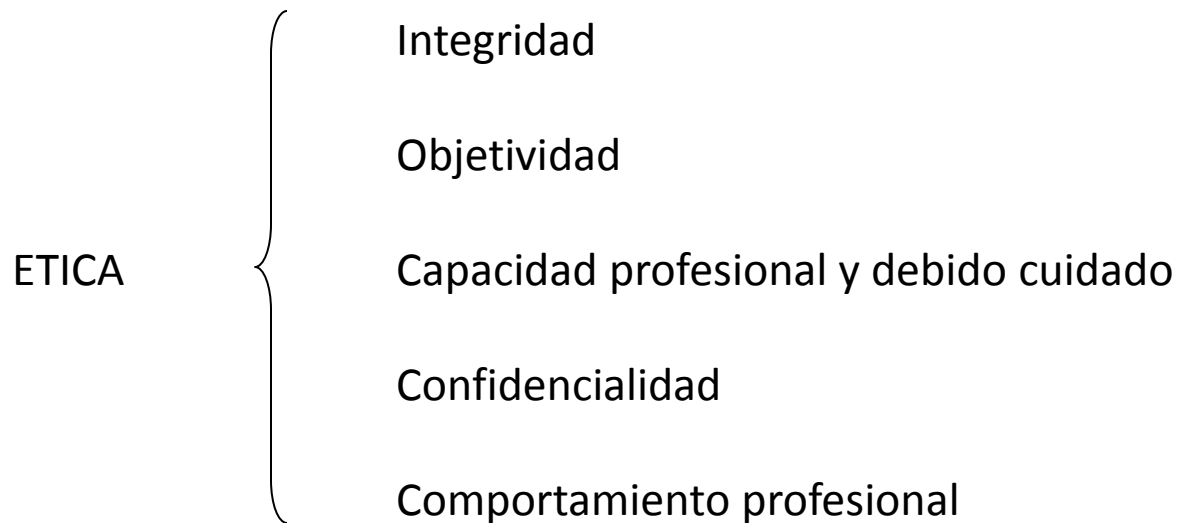 Integridad
Objetividad
ETICA
Capacidad profesional y debido cuidado
Confidencialidad
Comportamiento profesional